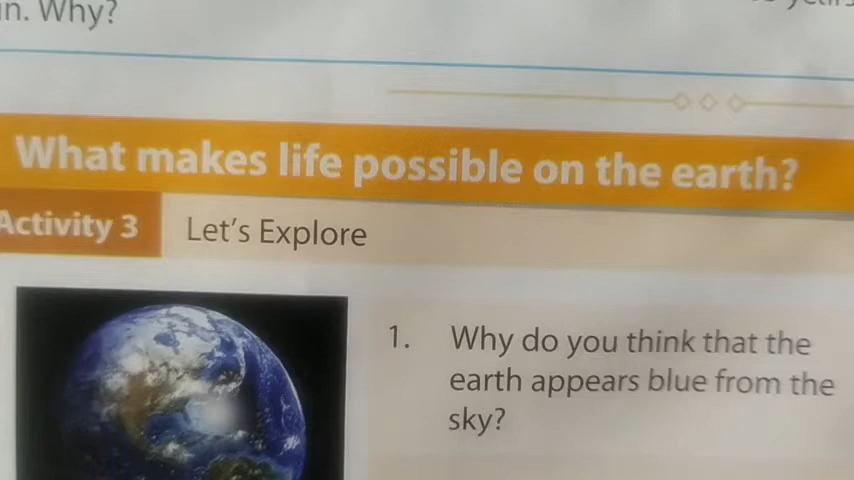 Why?
What makes life possible on the earth?
Activity 3 Let's Explore
1. Why do you think that the
earth appears blue from the
sky?